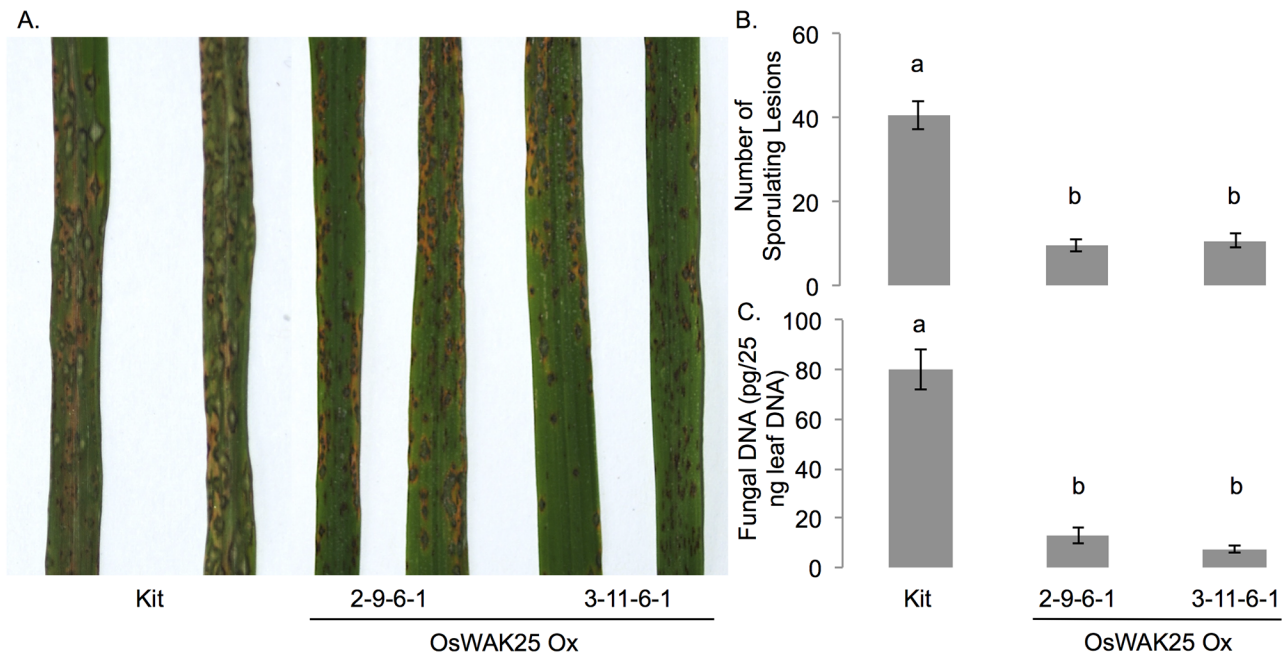 A.
Kit
2-9-6-1
3-11-6-1
OsWAK25 Ox
B.
Number of
Sporulating Lesions
60
40
20
0
a
b
b
C.
Fungal DNA (pg/25
ng leaf DNA)
100
80
60
40
20
0
a
b
b
Kit
2-9-6-1
3-11-6-1
OsWAK25 Ox